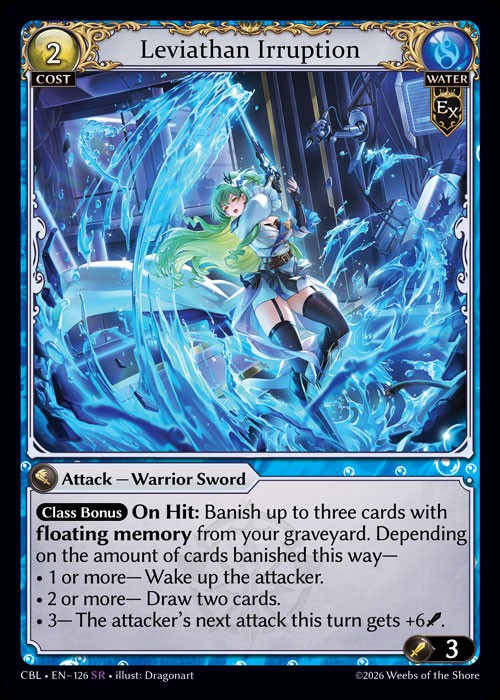 2
Leviathan Irruption
COST
WATER
Ex
Attack — Warrior Sword
Class Bonus On Hit: Banish up to three cards with
floating memory from your graveyard. Depending
on the amount of cards banished this way—
• 1 or more— Wake up the attacker.
• 2 or more— Draw two cards.
• 3— The attacker's next attack this turn gets +6.
3
CBL • EN–126 SR • illust: Dragonart
©2026 Weebs of the Shore